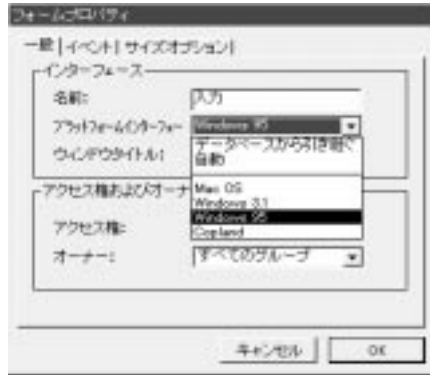 フォームプロパティ
一般 イベント サイズオプション
インターフェース
名前: 入力
プラットフォームインターフェー Windows 95
データベースから引き継ぐ
ウィンドウタイトル: 自動
Mac OS
アクセス権およびオーナ Windows 3.1
Windows 95
アクセス権: Copland
オーナー: すべてのグループ
キャンセル OK